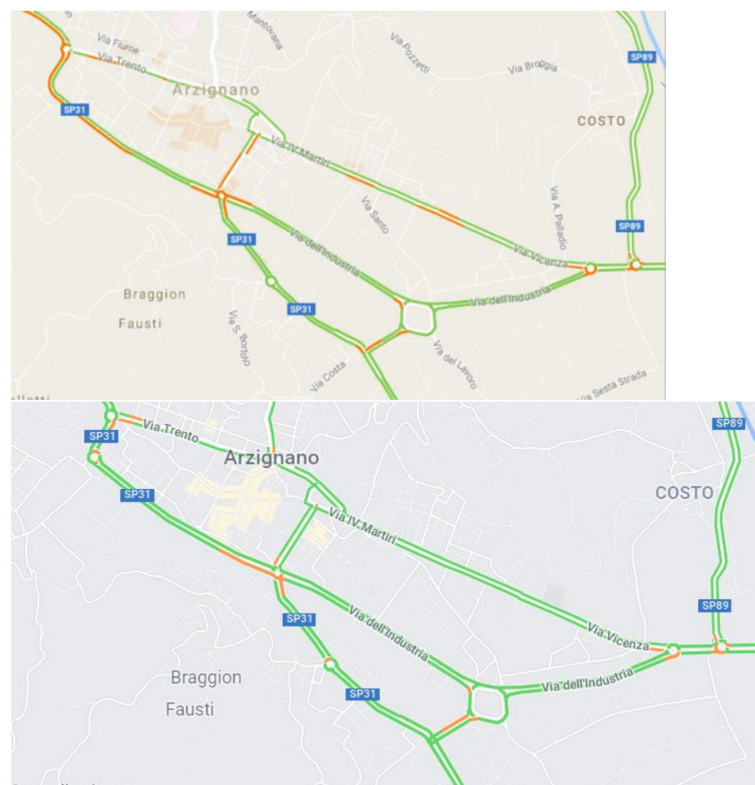 Via Fiume
Mantovana
Via Trento
Via Pozzetti
Via Broggia
SP89
Arzignano
SP31
COSTO
Via IV Martiri
Via Santo
Via A. Palladio
SP89
SP31
Via dell'Industria
Via Vicenza
Braggion
Fausti
SP31
Via dell'Industria
Via S. Bortolo
Via Costa
Via del Lavoro
Via Sesta Strada
SP31
Via Trento
SP89
Arzignano
SP31
COSTO
Via IV Martiri
SP31
Via dell'Industria
SP89
Via Vicenza
Braggion
Fausti
SP31
Via dell'Industria